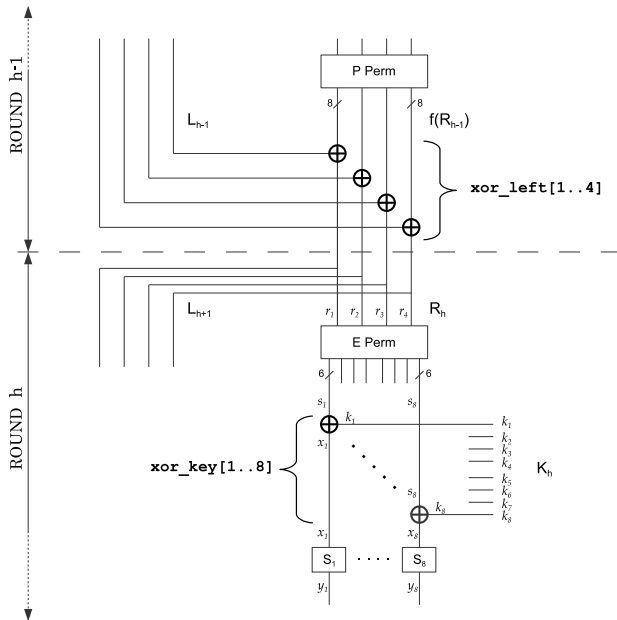 ROUND h-1
P Perm
8 8
L_{h-1} f(R_{h-1})
xor_left[1..4]
ROUND h
L_{h+1} r_1 r_2 r_3 r_4 R_h
E Perm
6 6
s_1 s_8
k_1 k_1
x_1 k_2
k_3
k_4
xor_key[1..8] K_h
k_5
s_8 k_6
k_7
k_8 k_8
x_1 x_8
S_1 .... S_8
y_1 y_8